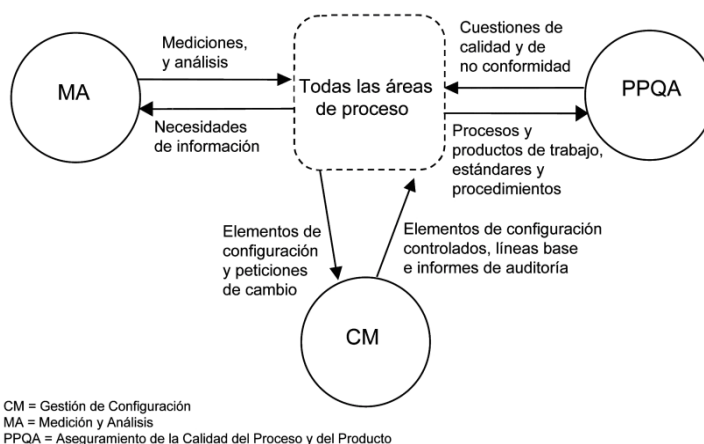 Mediciones,
y análisis
MA
Necesidades
de información
Todas las áreas
de proceso
Cuestiones de
calidad y de
no conformidad
PPQA
Procesos y
productos de trabajo,
estándares y
procedimientos
Elementos de
configuración
y peticiones
de cambio
Elementos de configuración
controlados, líneas base
e informes de auditoría
CM
CM = Gestión de Configuración
MA = Medición y Análisis
PPQA = Aseguramiento de la Calidad del Proceso y del Producto